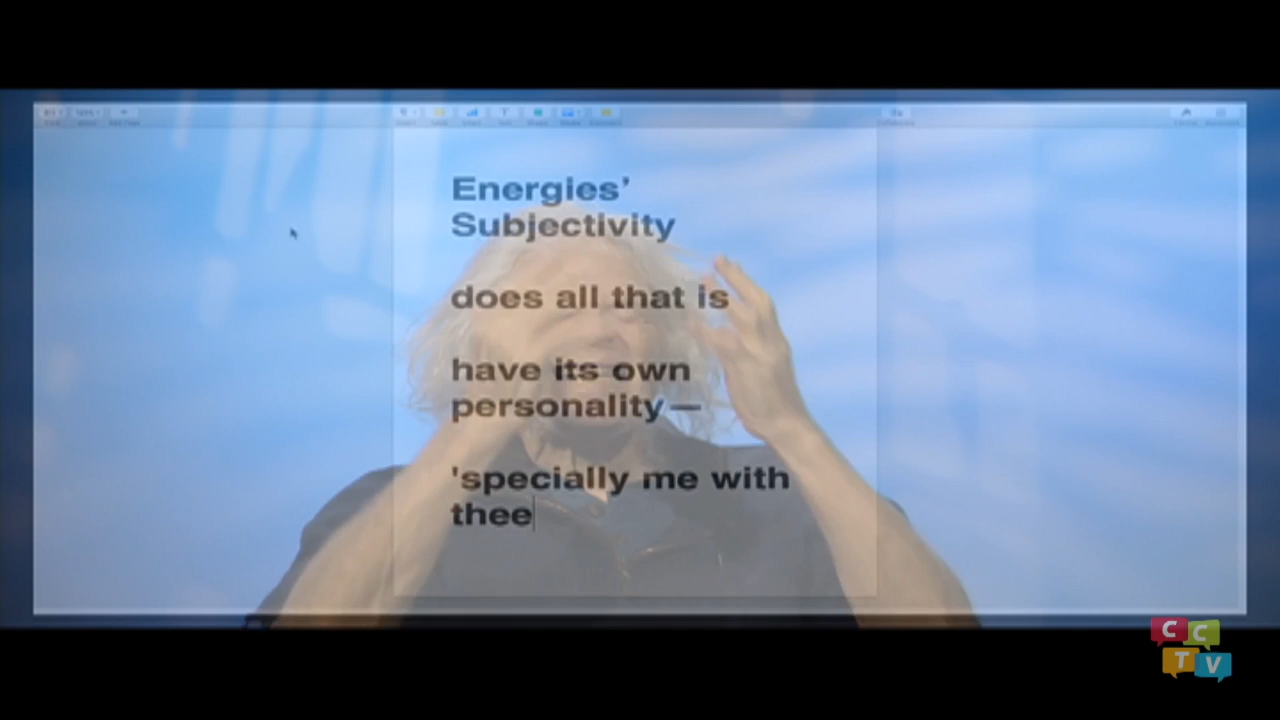 Energies’
Subjectivity
does all that is
have its own
personality —
'specially me with
thee
C C
T V